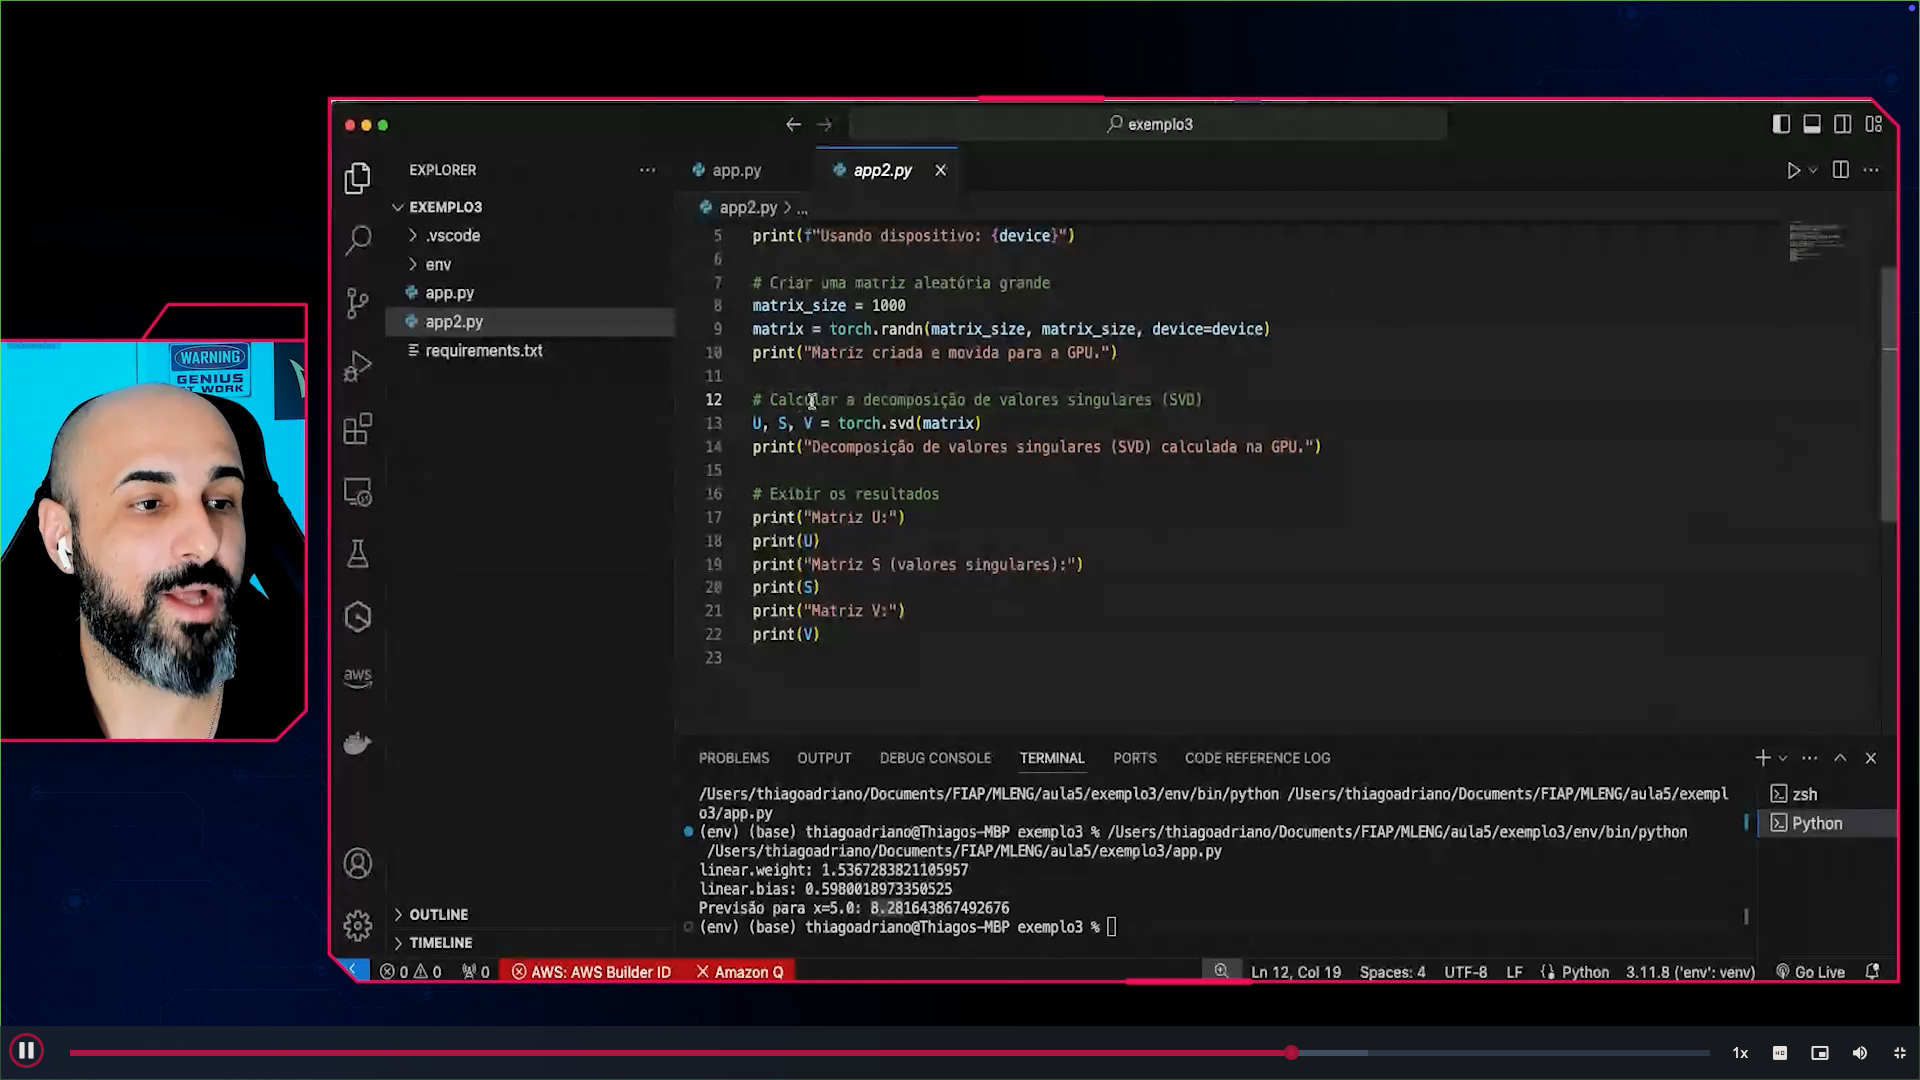 exemplo3
EXPLORER
app.py
app2.py
EXEMPLO3
app2.py > ...
.vscode
env
app.py
app2.py
requirements.txt
5 print(f"Usando dispositivo: {device}")
6
7 # Criar uma matriz aleatória grande
8 matrix_size = 1000
9 matrix = torch.randn(matrix_size, matrix_size, device=device)
10 print("Matriz criada e movida para a GPU.")
11
12 # Calcular a decomposição de valores singulares (SVD)
13 U, S, V = torch.svd(matrix)
14 print("Decomposição de valores singulares (SVD) calculada na GPU.")
15
16 # Exibir os resultados
17 print("Matriz U:")
18 print(U)
19 print("Matriz S (valores singulares):")
20 print(S)
21 print("Matriz V:")
22 print(V)
23
WARNING
GENIUS
AT WORK
aws
PROBLEMS OUTPUT DEBUG CONSOLE TERMINAL PORTS CODE REFERENCE LOG
/Users/thiagoadriano/Documents/FIAP/MLENG/aula5/exemplo3/env/bin/python /Users/thiagoadriano/Documents/FIAP/MLENG/aula5/exempl
o3/app.py
(env) (base) thiagoadriano@Thiagos-MBP exemplo3 % /Users/thiagoadriano/Documents/FIAP/MLENG/aula5/exemplo3/env/bin/python
/Users/thiagoadriano/Documents/FIAP/MLENG/aula5/exemplo3/app.py
linear.weight: 1.5367283821105957
linear.bias: 0.5980018973350525
Previsão para x=5.0: 8.281643867492676
(env) (base) thiagoadriano@Thiagos-MBP exemplo3 %
zsh
Python
OUTLINE
TIMELINE
0 0 0 AWS: AWS Builder ID Amazon Q Ln 12, Col 19 Spaces: 4 UTF-8 LF Python 3.11.8 ('env': venv) Go Live
1x